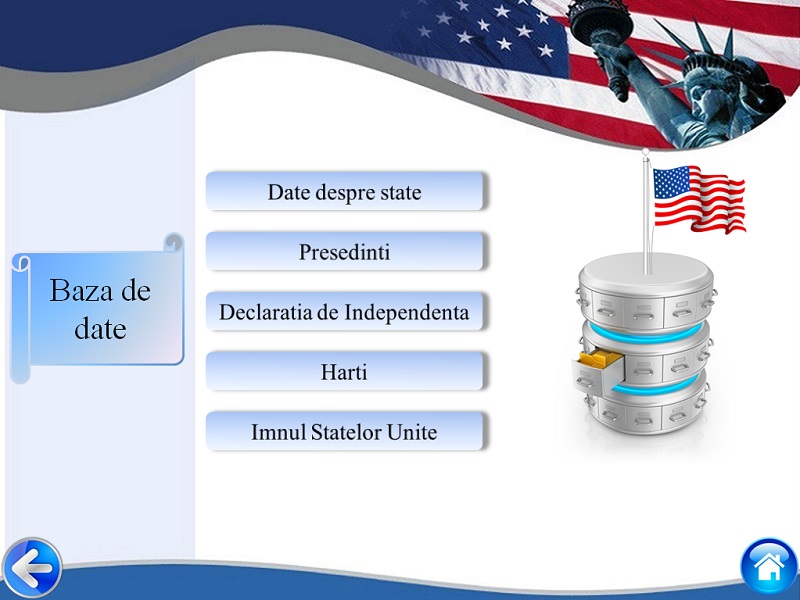 Date despre state
Presedinti
Baza de
date
Declaratia de Independenta
Harti
Imnul Statelor Unite